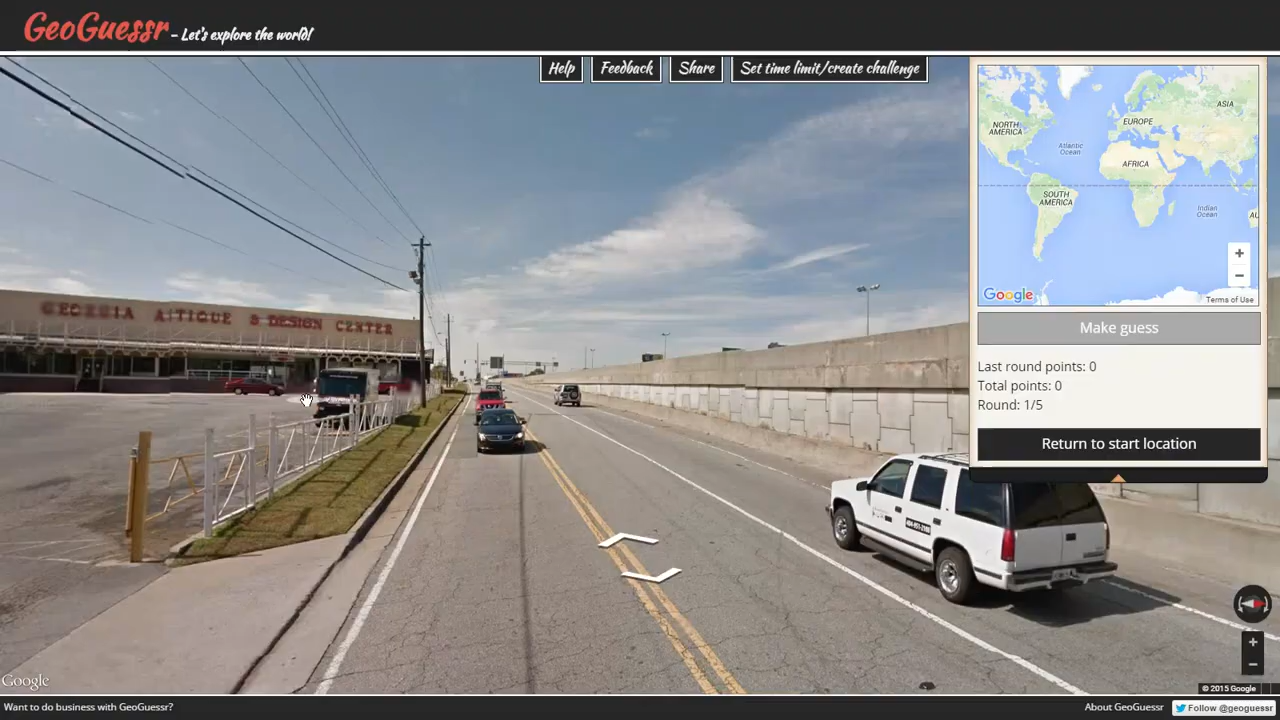 GeoGuessr - Let's explore the world!
Help
Feedback
Share
Set time limit/create challenge
NORTH
AMERICA
EUROPE
ASIA
Atlantic
Ocean
AFRICA
SOUTH
AMERICA
Indian
Ocean
AU
+
−
Google
Terms of Use
Make guess
Last round points: 0
Total points: 0
Round: 1/5
Return to start location
GEORGIA A TIQUE & DESIGN CENTER
+
−
Google
© 2015 Google
Want to do business with GeoGuessr?
About GeoGuessr
Follow @geoguessr